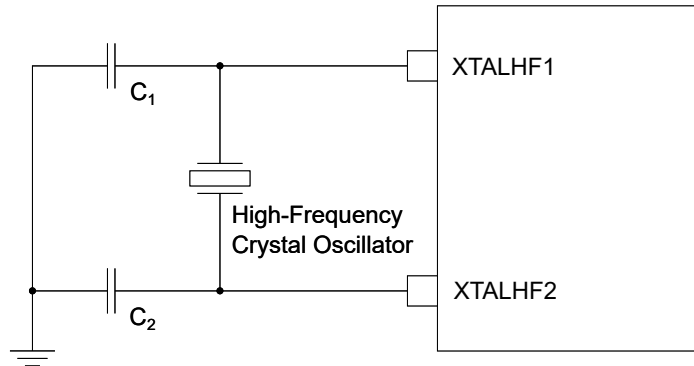 XTALHF1
C₁
High-Frequency
Crystal Oscillator
XTALHF2
C₂